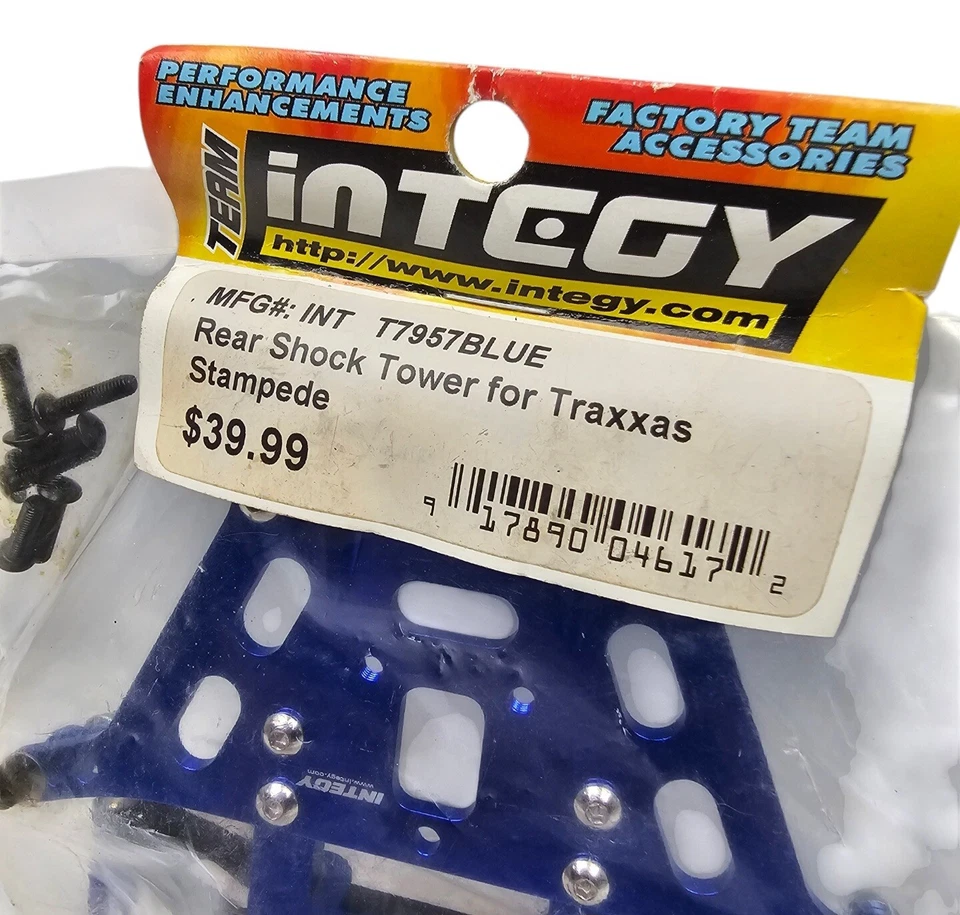 PERFORMANCE
ENHANCEMENTS
FACTORY TEAM
ACCESSORIES
TEAM
inTEGY
http://www.integy.com
MFG#: INT T7957BLUE
Rear Shock Tower for Traxxas
Stampede
$39.99
9 17890 04617 2
INTEGY
www.integy.com